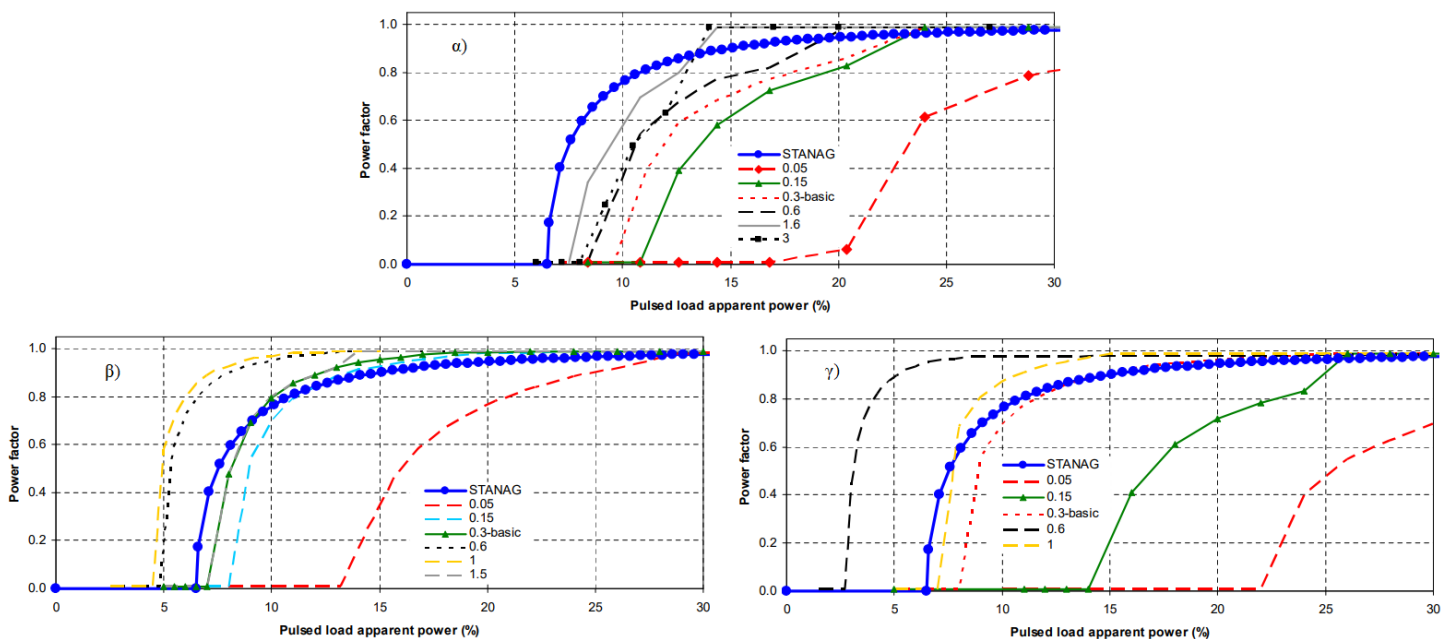 α)
Power factor
1.0
0.8
0.6
0.4
0.2
0.0
STANAG
0.05
0.15
0.3-basic
0.6
1.6
3
0 5 10 15 20 25 30
Pulsed load apparent power (%)
β)
Power factor
1.0
0.8
0.6
0.4
0.2
0.0
STANAG
0.05
0.15
0.3-basic
0.6
1
1.5
0 5 10 15 20 25 30
Pulsed load apparent power (%)
γ)
Power factor
1.0
0.8
0.6
0.4
0.2
0.0
STANAG
0.05
0.15
0.3-basic
0.6
1
0 5 10 15 20 25 30
Pulsed load apparent power (%)